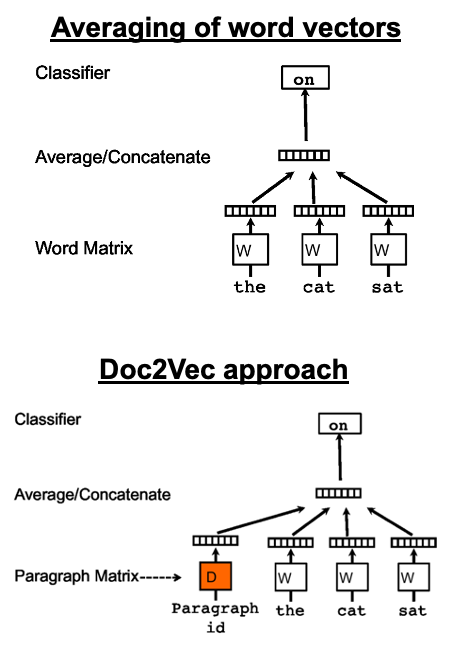 Averaging of word vectors
Classifier
on
Average/Concatenate
Word Matrix
W W W
the cat sat
Doc2Vec approach
Classifier
on
Average/Concatenate
Paragraph Matrix
D W W W
Paragraph the cat sat
id